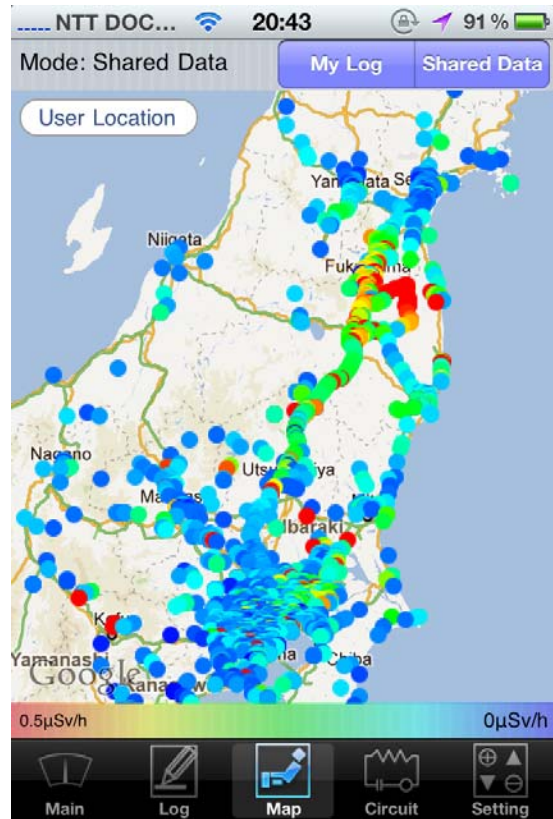 NTT DOC... 20:43 91 %
Mode: Shared Data My Log Shared Data
User Location
Niigata
Nagano
Ibaraki
Chiba
Yamanashi
Google
0.5μSv/h 0μSv/h
Main Log Map Circuit Setting